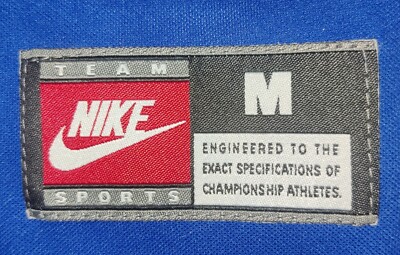 TEAM
NIKE
SPORTS
M
ENGINEERED TO THE
EXACT SPECIFICATIONS OF
CHAMPIONSHIP ATHLETES.